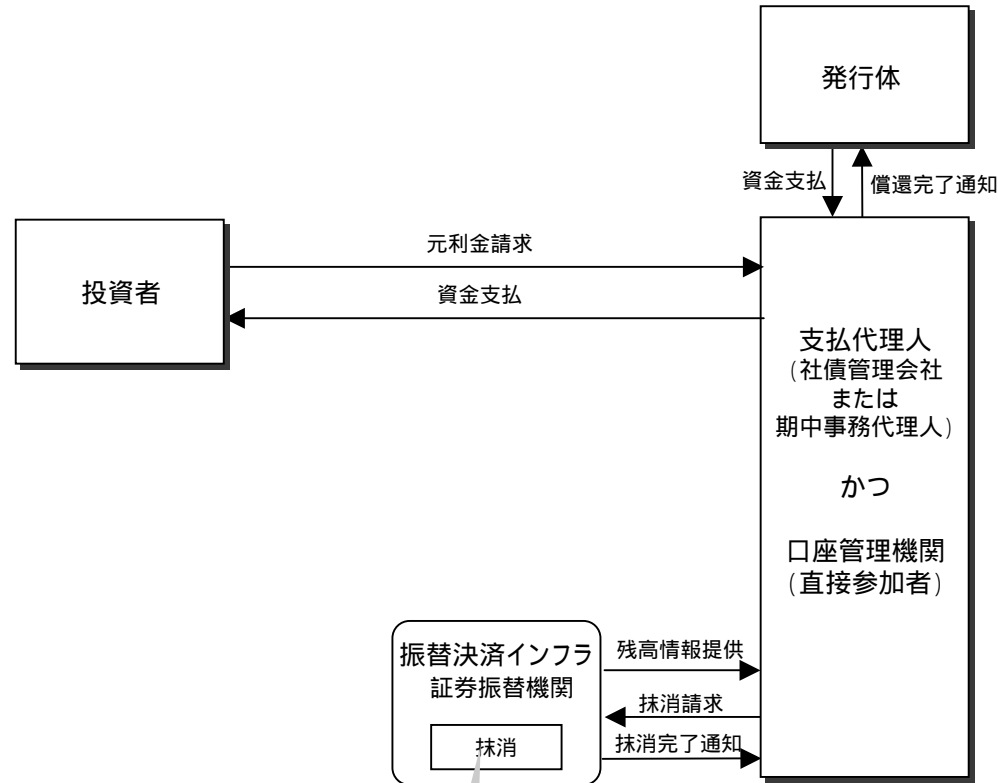 発行体
資金支払
償還完了通知
元利金請求
投資者
資金支払
支払代理人
(社債管理会社
または
期中事務代理人)
かつ
口座管理機関
(直接参加者)
振替決済インフラ
証券振替機関
抹消
残高情報提供
抹消請求
抹消完了通知